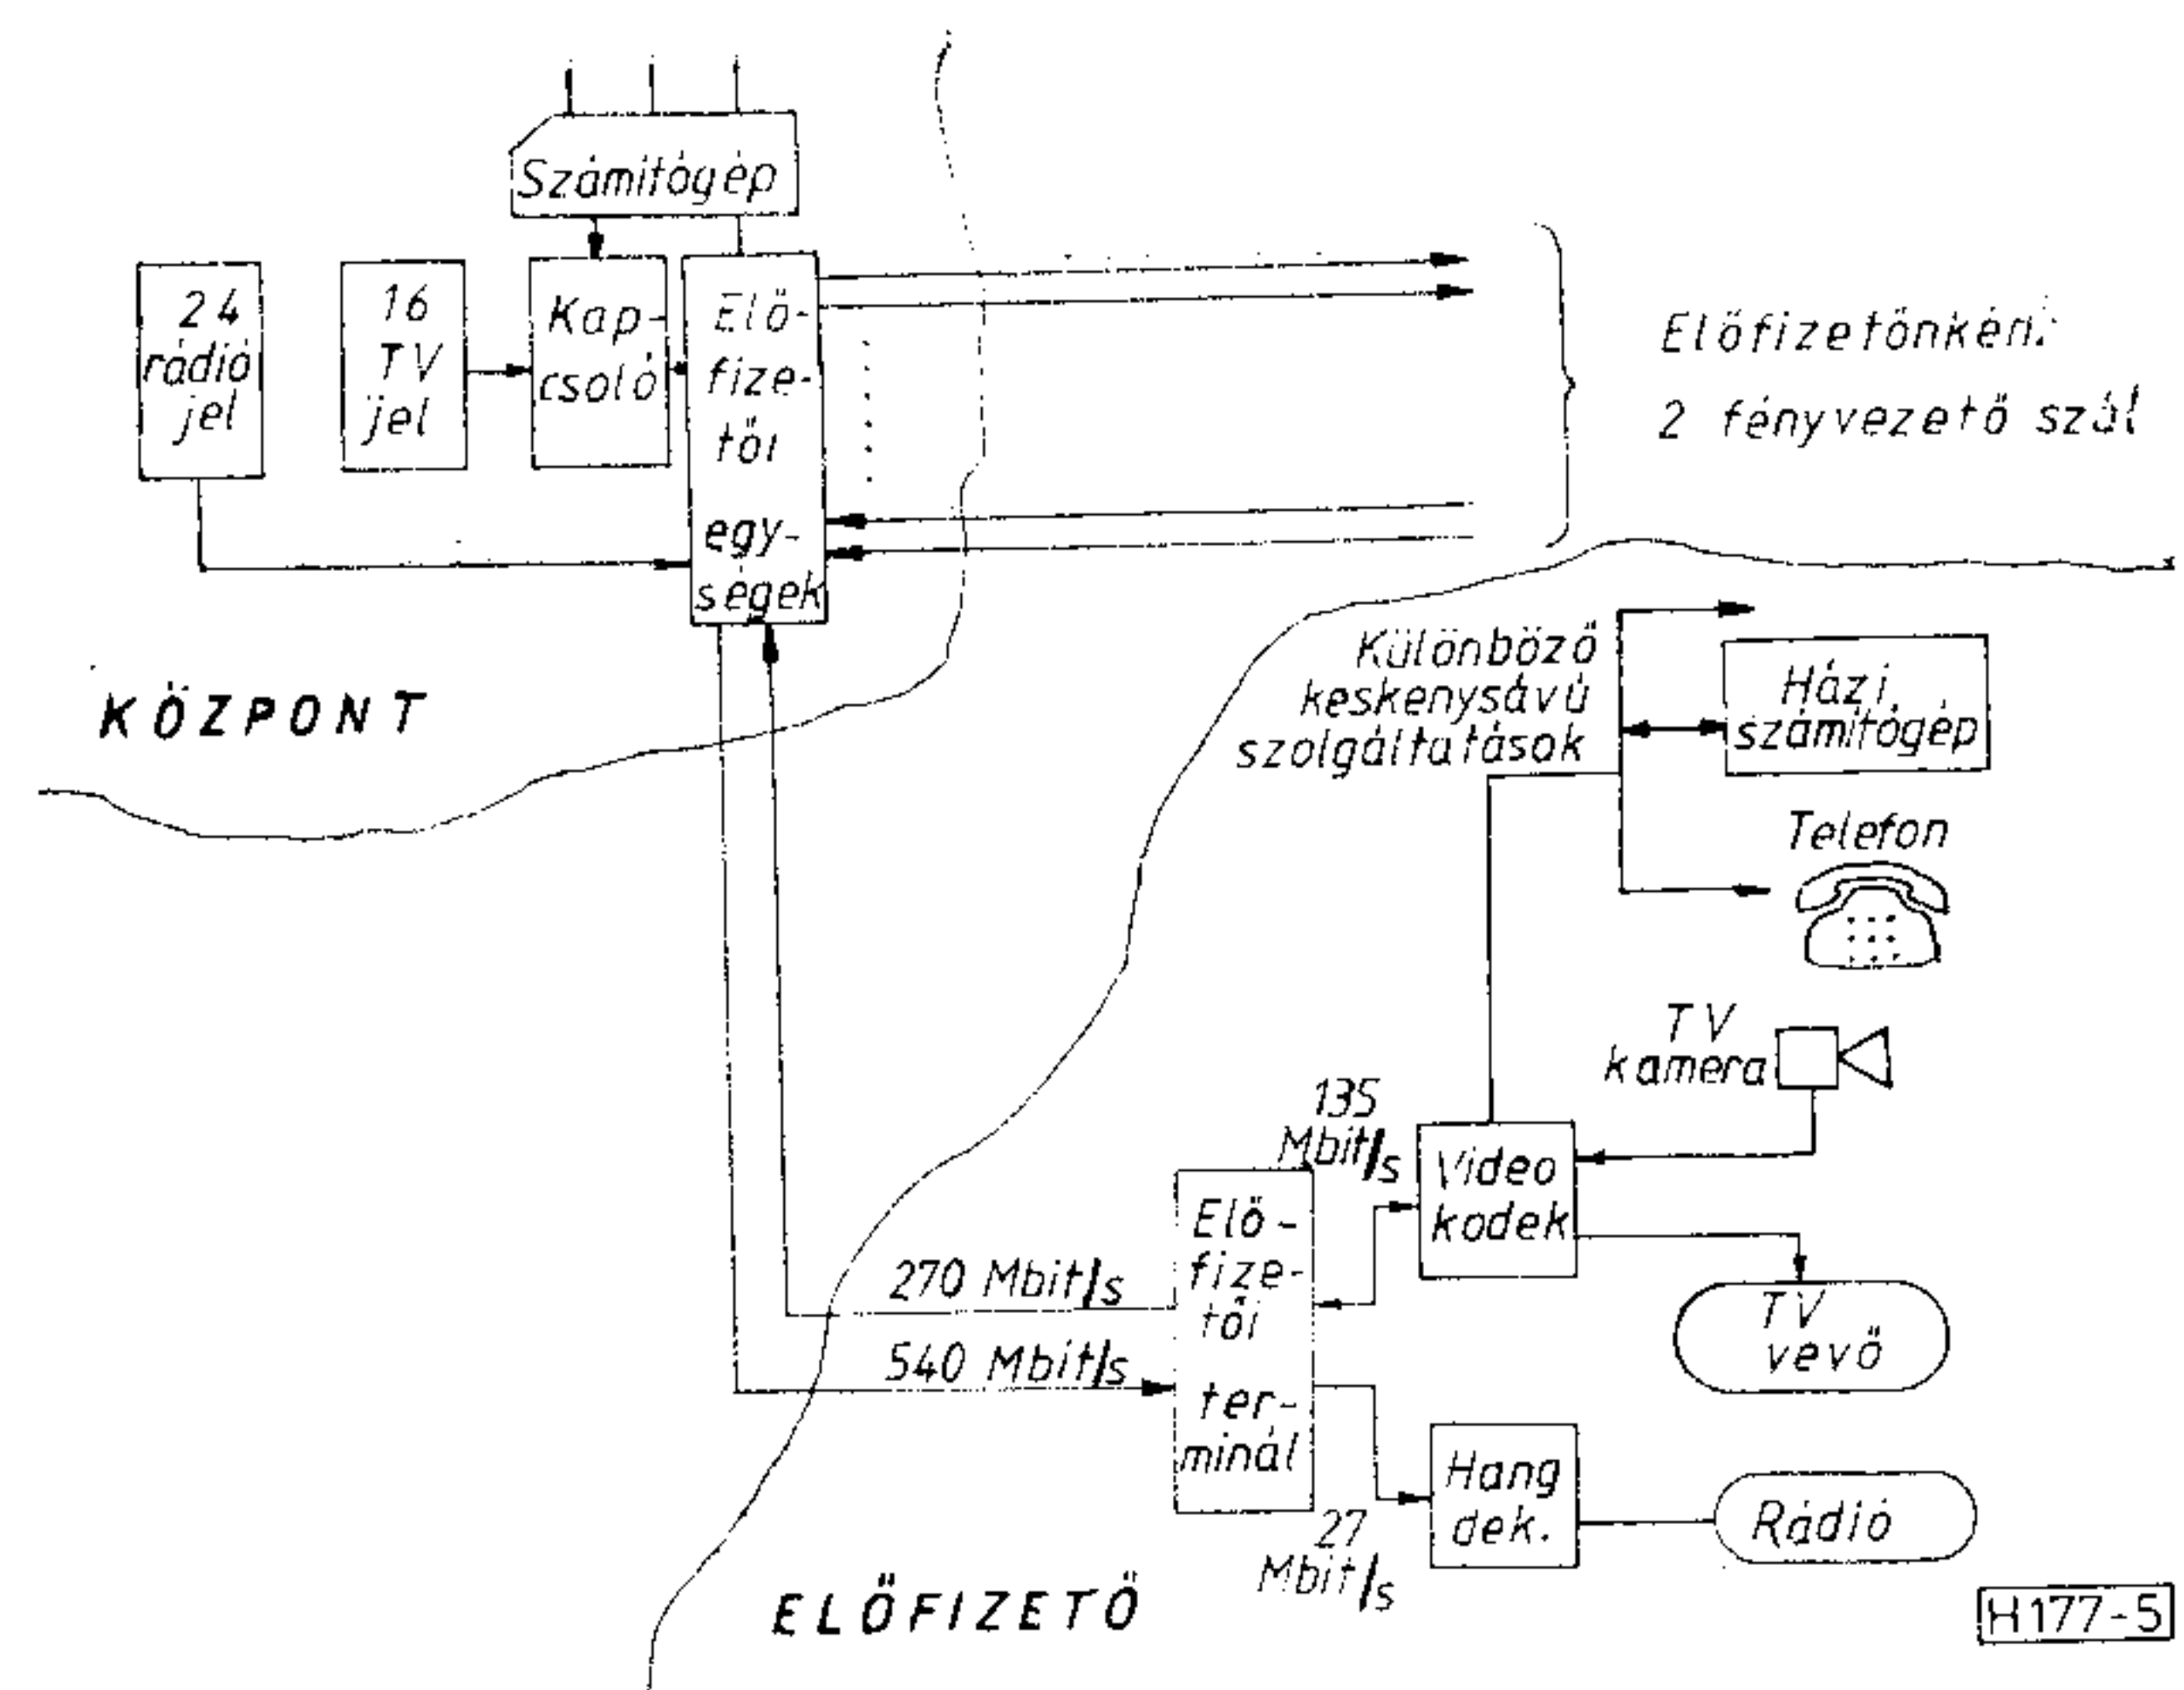 Számítógép
24
rádió
jel
16
TV
jel
Kap-
csoló
Elő-
fize-
tői
egy-
ségek
Előfizetőnként
2 fényvezető szál
KÖZPONT
Különböző
keskenysávú
szolgáltatások
Házi
számítógép
Telefon
TV
kamera
135
Mbit/s
Video
kodek
Elő-
fize-
tői
ter-
minál
270 Mbit/s
540 Mbit/s
TV
vevő
27
Mbit/s
Hang
dek.
Rádió
ELŐFIZETŐ
H177-5